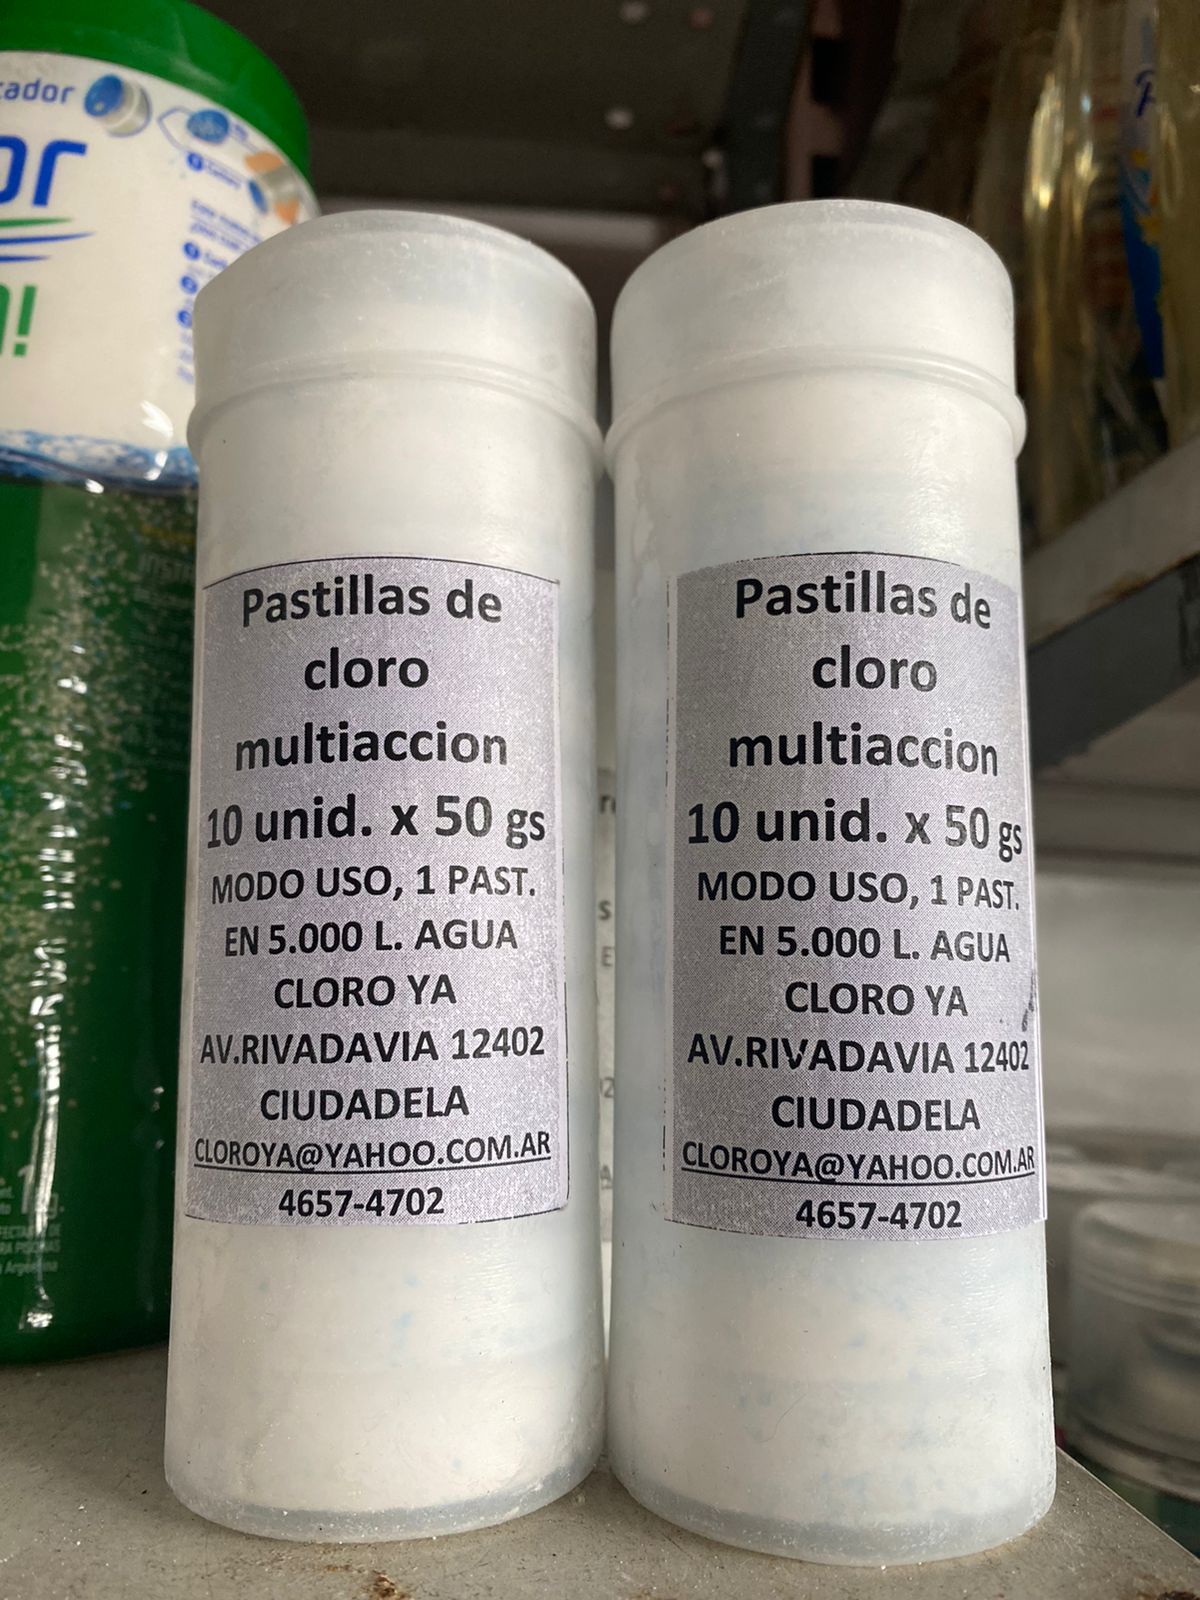 Pastillas de
cloro
multiaccion
10 unid. x 50 gs
MODO USO, 1 PAST.
EN 5.000 L. AGUA
CLORO YA
AV.RIVADAVIA 12402
CIUDADELA
CLOROYA@YAHOO.COM.AR
4657-4702
Pastillas de
cloro
multiaccion
10 unid. x 50 gs
MODO USO, 1 PAST.
EN 5.000 L. AGUA
CLORO YA
AV.RIVADAVIA 12402
CIUDADELA
CLOROYA@YAHOO.COM.AR
4657-4702